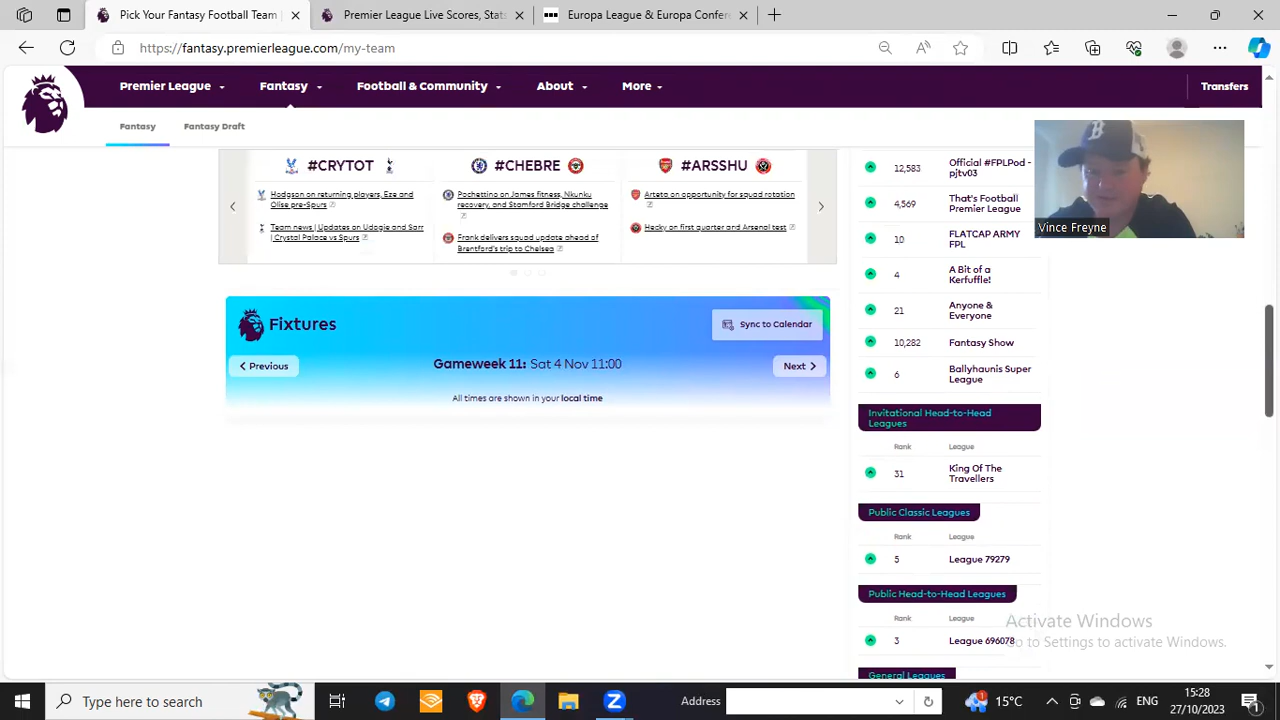 Pick Your Fantasy Football Team
Premier League Scores, Stats
Europa League & Europa Confer
https://fantasy.premierleague.com/my-team
Premier League
Fantasy
Football & Community
About
More
Transfers
Fantasy
Fantasy Draft
#CRYTOT
Hodgson on returning players, Eze and
Olise pre-Spurs
Team news | Updates on Udogie and Sarr
| Crystal Palace vs Spurs
#CHEBRE
Pochettino on James fitness, Nkunku
recovery, and Stamford Bridge challenge
Frank delivers squad update ahead of
Brentford's trip to Chelsea
#ARSSHU
Arteta on opportunity for squad rotation
Hecky on first quarter and Arsenal test
Fixtures
Sync to Calendar
Previous
Gameweek 11: Sat 4 Nov 11:00
Next
All times are shown in your local time
12,583 Official #FPLPod -
pjtv03
4,569 That's Football
Premier League
10 FLATCAP ARMY
FPL
4 A Bit of a
Kerfuffle!
21 Anyone &
Everyone
10,282 Fantasy Show
6 Ballyhaunis Super
League
Invitational Head-to-Head
Leagues
Rank League
31 King Of The
Travellers
Public Classic Leagues
Rank League
5 League 79279
Public Head-to-Head Leagues
Rank League
3 League 696078
General Leagues
B
Vince Freyne
Activate Windows
Go to Settings to activate Windows.
Type here to search
Address
1
15°C
ENG
15:28
27/10/2023
1